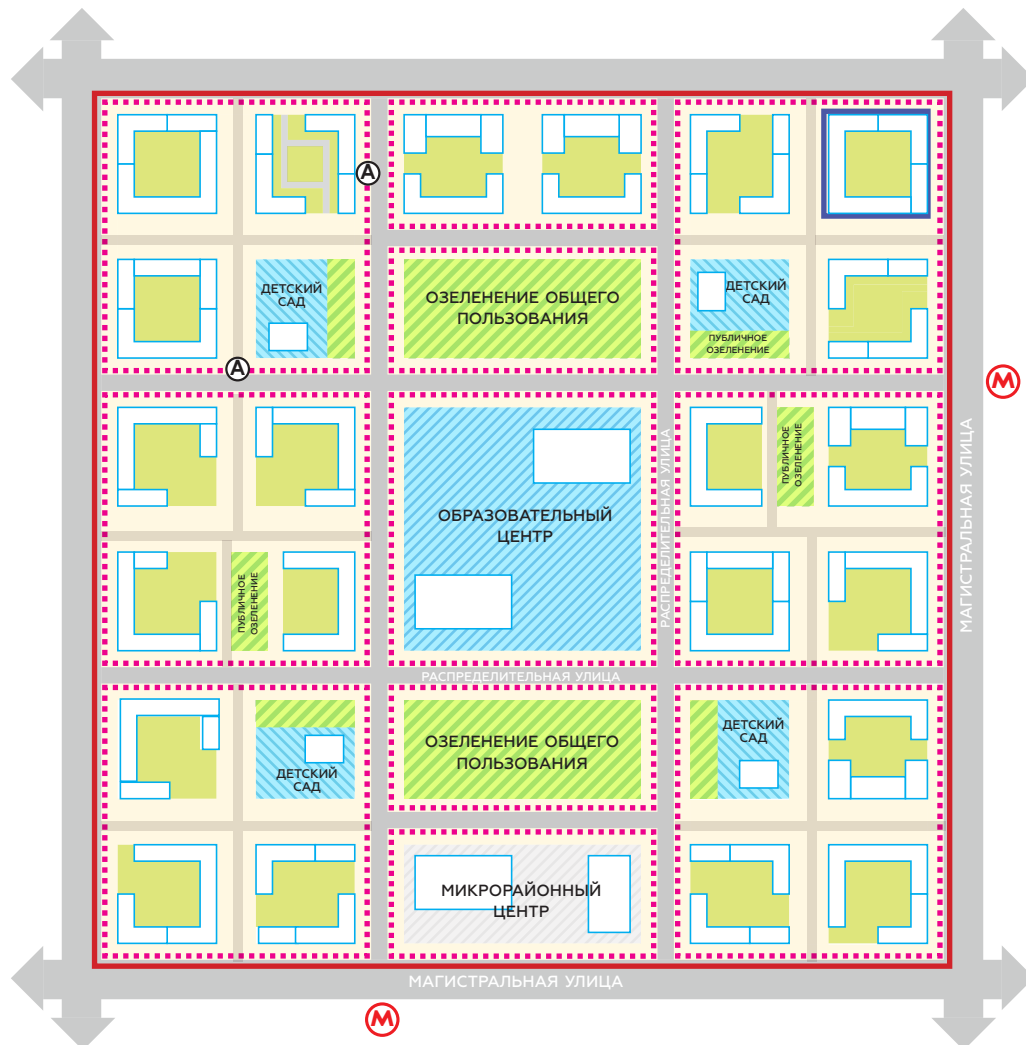 А
ДЕТСКИЙ
САД
ОЗЕЛЕНЕНИЕ ОБЩЕГО
ПОЛЬЗОВАНИЯ
ДЕТСКИЙ
САД
ПУБЛИЧНОЕ
ОЗЕЛЕНЕНИЕ
А
М
ПУБЛИЧНОЕ
ОЗЕЛЕНЕНИЕ
ОБРАЗОВАТЕЛЬНЫЙ
ЦЕНТР
РАСПРЕДЕЛИТЕЛЬНАЯ УЛИЦА
МАГИСТРАЛЬНАЯ УЛИЦА
ПУБЛИЧНОЕ
ОЗЕЛЕНЕНИЕ
РАСПРЕДЕЛИТЕЛЬНАЯ УЛИЦА
ДЕТСКИЙ
САД
ОЗЕЛЕНЕНИЕ ОБЩЕГО
ПОЛЬЗОВАНИЯ
ДЕТСКИЙ
САД
МИКРОРАЙОННЫЙ
ЦЕНТР
МАГИСТРАЛЬНАЯ УЛИЦА
М